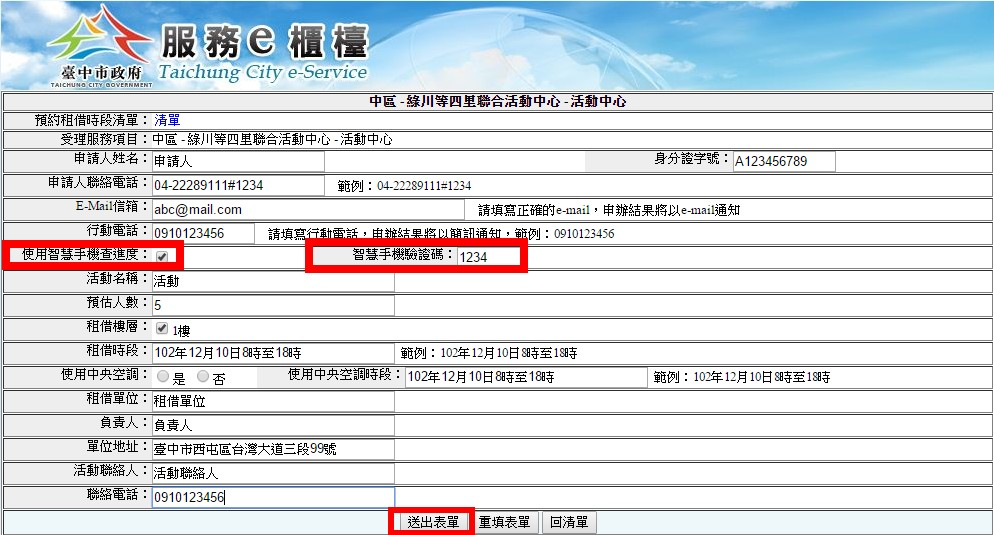 臺中市政府
TAICHUNG CITY GOVERNMENT
服務e櫃檯
Taichung City e-Service
中區 - 綠川等四里聯合活動中心 - 活動中心
預約租借時段清單：清單
受理服務項目：中區 - 綠川等四里聯合活動中心 - 活動中心
申請人姓名：申請人 身分證字號：A123456789
申請人聯絡電話：04-22289111#1234 範例：04-22289111#1234
E-Mail信箱：abc@mail.com 請填寫正確的e-mail，申辦結果將以e-mail通知
行動電話：0910123456 請填寫行動電話，申辦結果將以簡訊通知，範例：0910123456
使用智慧手機查進度： 智慧手機驗證碼：1234
活動名稱：活動
預估人數：5
租借樓層：1樓
租借時段：102年12月10日8時至18時 範例：102年12月10日8時至18時
使用中央空調：是 否 使用中央空調時段：102年12月10日8時至18時 範例：102年12月10日8時至18時
租借單位：租借單位
負責人：負責人
單位地址：臺中市西屯區台灣大道三段99號
活動聯絡人：活動聯絡人
聯絡電話：0910123456
送出表單 重填表單 回清單